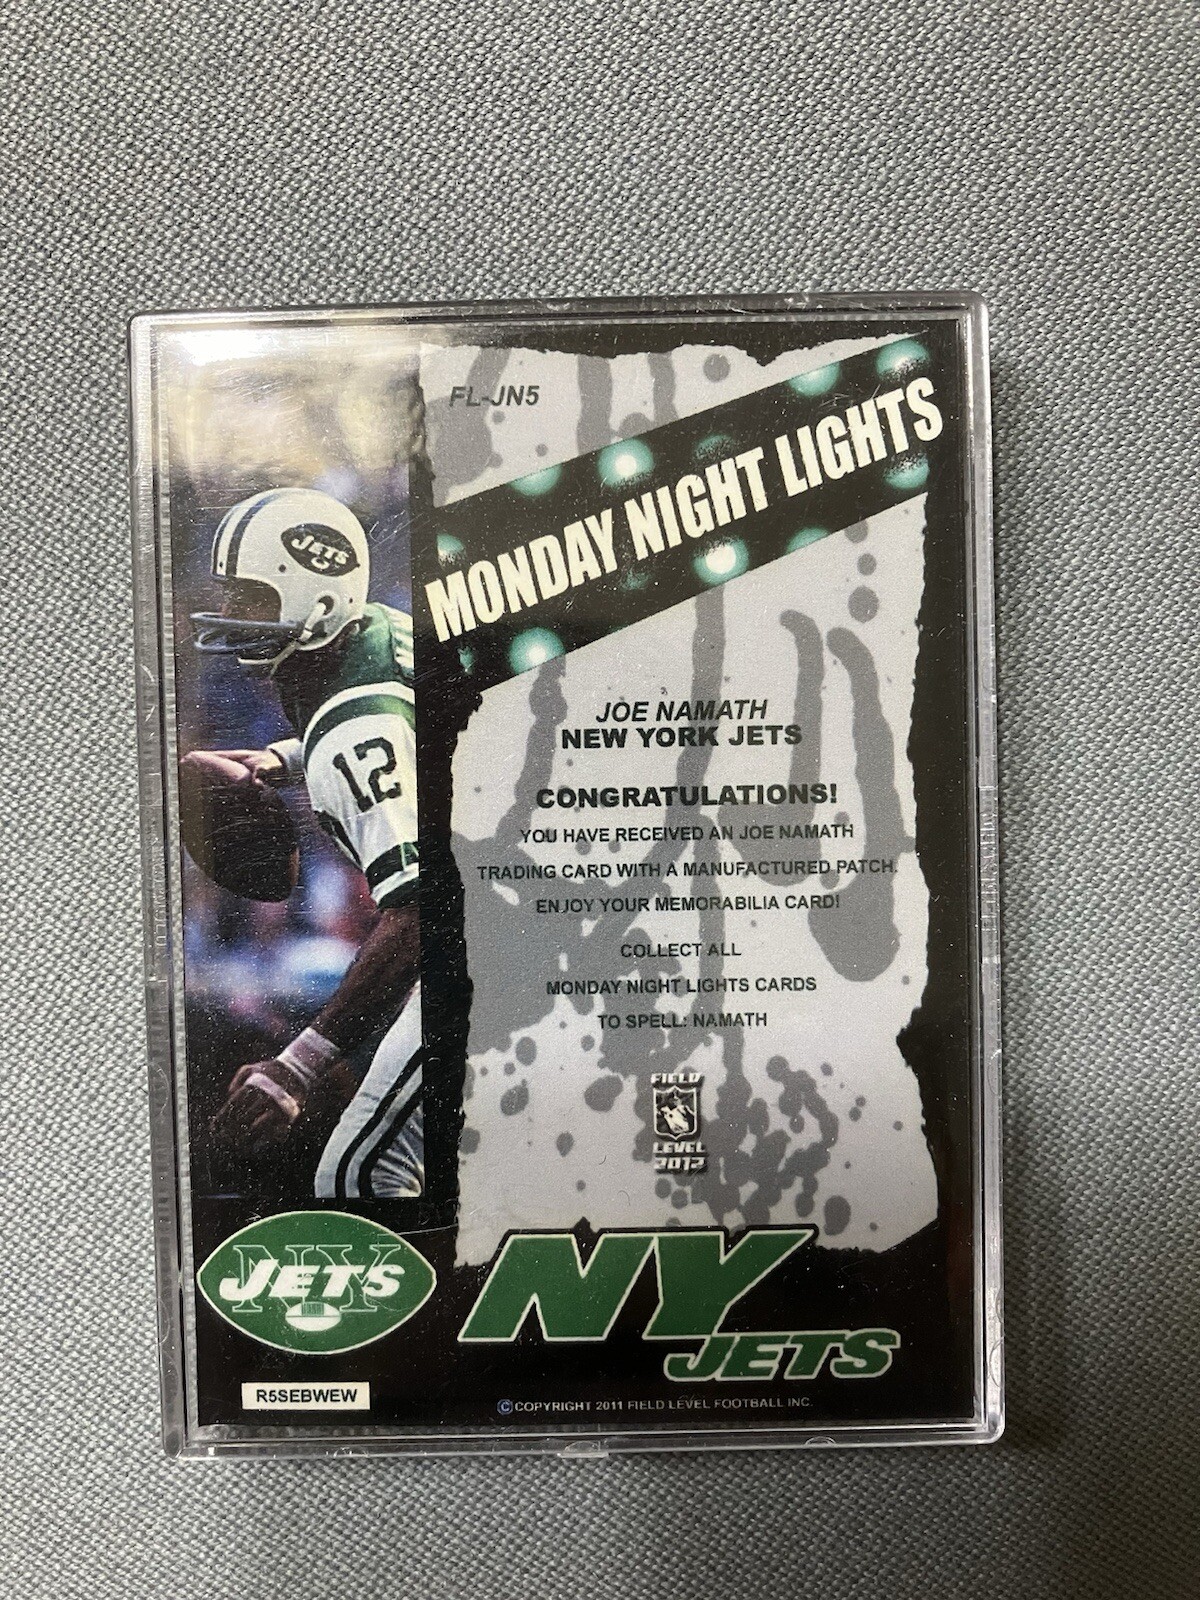 FL-JN5
MONDAY NIGHT LIGHTS
JETS
12
JOE NAMATH
NEW YORK JETS
CONGRATULATIONS!
YOU HAVE RECEIVED AN JOE NAMATH
TRADING CARD WITH A MANUFACTURED PATCH.
ENJOY YOUR MEMORABILIA CARD!
COLLECT ALL
MONDAY NIGHT LIGHTS CARDS
TO SPELL: NAMATH
FIELD
LEVEL
2012
NY
JETS
NY
JETS
R5SEBWEW
©COPYRIGHT 2011 FIELD LEVEL FOOTBALL INC.